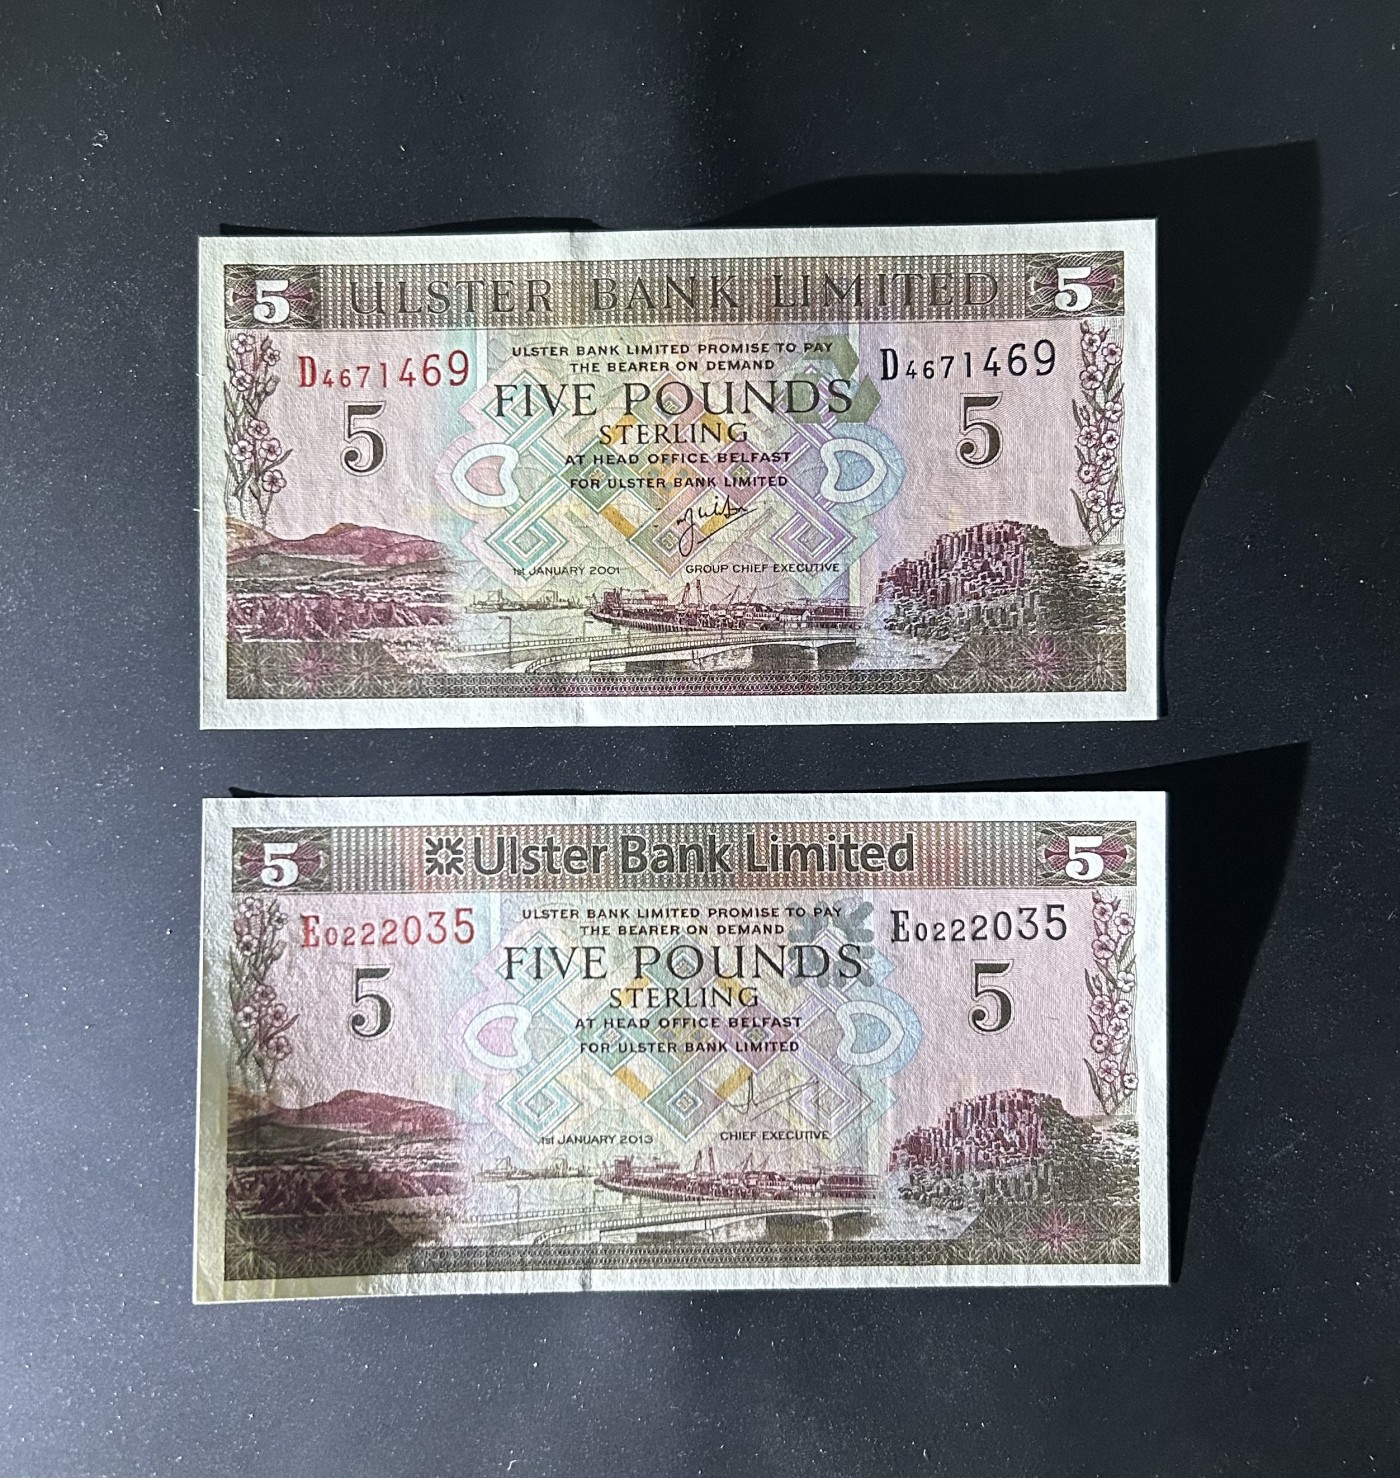 5 ULSTER BANK LIMITED 5
D4671469 D4671469
ULSTER BANK LIMITED PROMISE TO PAY
THE BEARER ON DEMAND
FIVE POUNDS
STERLING
5 5
AT HEAD OFFICE BELFAST
FOR ULSTER BANK LIMITED
1st JANUARY 2001 GROUP CHIEF EXECUTIVE
5 Ulster Bank Limited 5
E0222035 E0222035
ULSTER BANK LIMITED PROMISE TO PAY
THE BEARER ON DEMAND
FIVE POUNDS
STERLING
5 5
AT HEAD OFFICE BELFAST
FOR ULSTER BANK LIMITED
1st JANUARY 2013 CHIEF EXECUTIVE